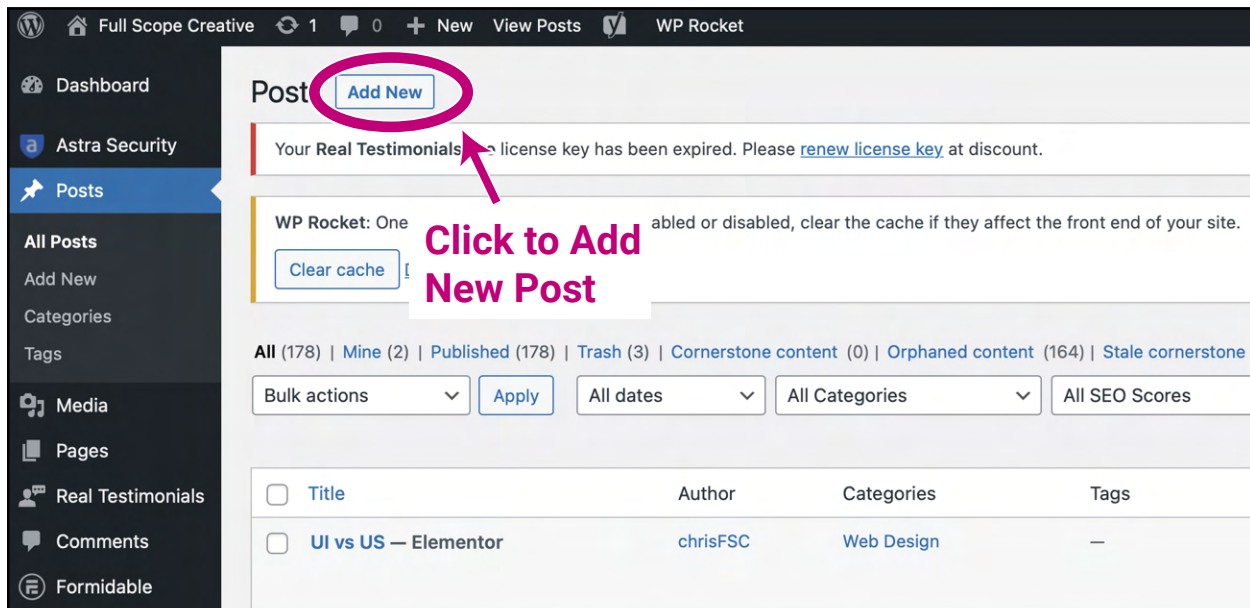 Full Scope Creative 1 0 + New View Posts WP Rocket
Dashboard
Astra Security
Posts
All Posts
Add New
Categories
Tags
Media
Pages
Real Testimonials
Comments
Formidable
Post Add New
Your Real Testimonials license key has been expired. Please renew license key at discount.
WP Rocket: One abled or disabled, clear the cache if they affect the front end of your site.
Clear cache
Click to Add
New Post
All (178) | Mine (2) | Published (178) | Trash (3) | Cornerstone content (0) | Orphaned content (164) | Stale cornerstone
Bulk actions Apply All dates All Categories All SEO Scores
Title Author Categories Tags
UI vs US — Elementor chrisFSC Web Design —